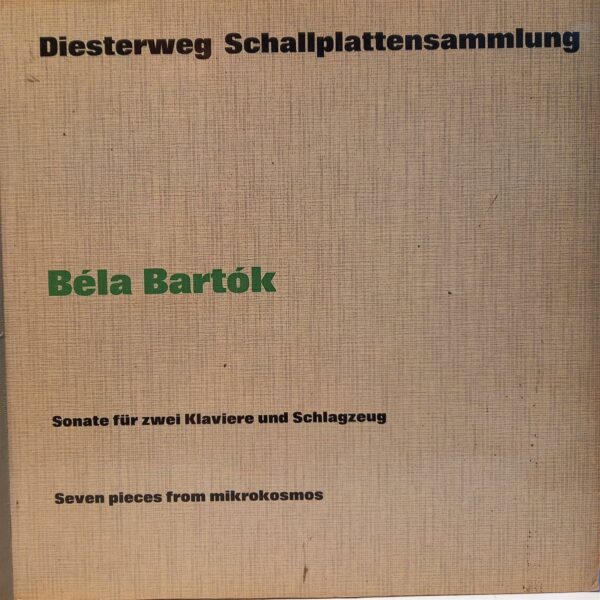 Diesterweg Schallplattensammlung
Béla Bartók
Sonate für zwei Klaviere und Schlagzeug
Seven pieces from mikrokosmos